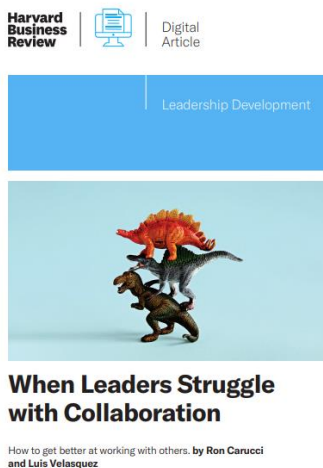 Harvard
Business
Review
Digital
Article
Leadership Development
When Leaders Struggle
with Collaboration
How to get better at working with others. by Ron Carucci
and Luis Velasquez